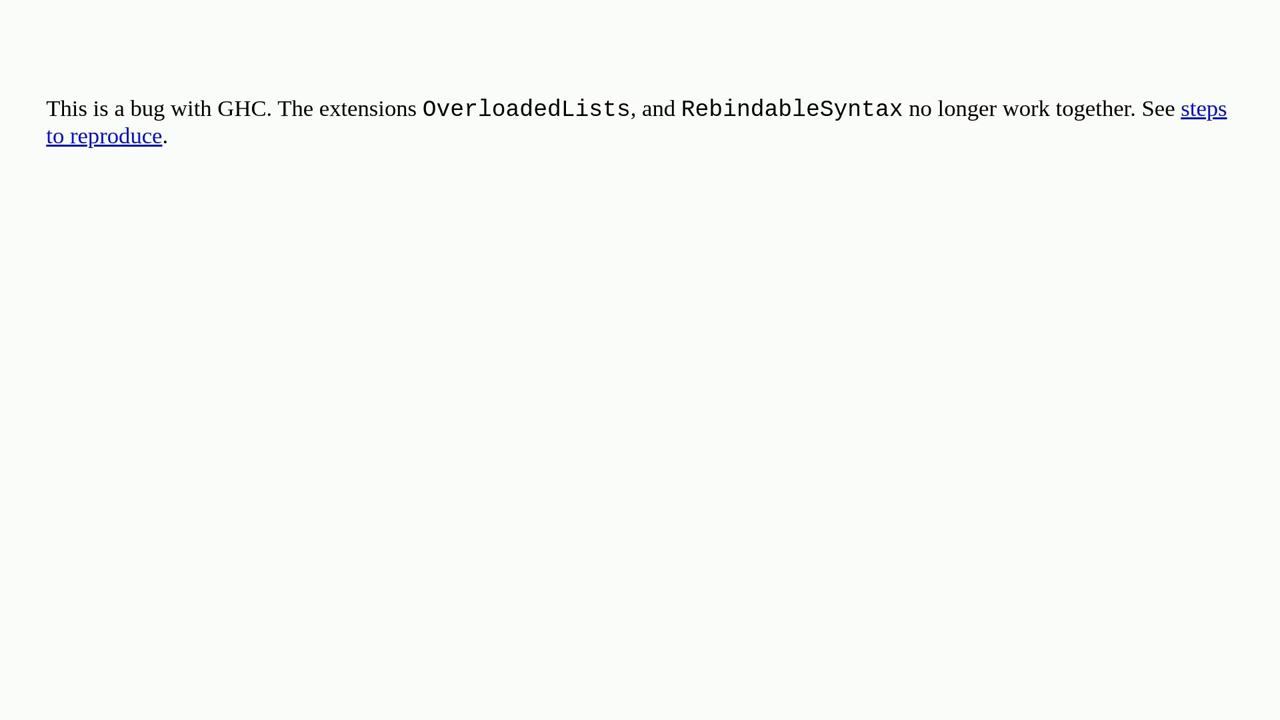 This is a bug with GHC. The extensions OverloadedLists, and RebindableSyntax no longer work together. See steps
to reproduce.